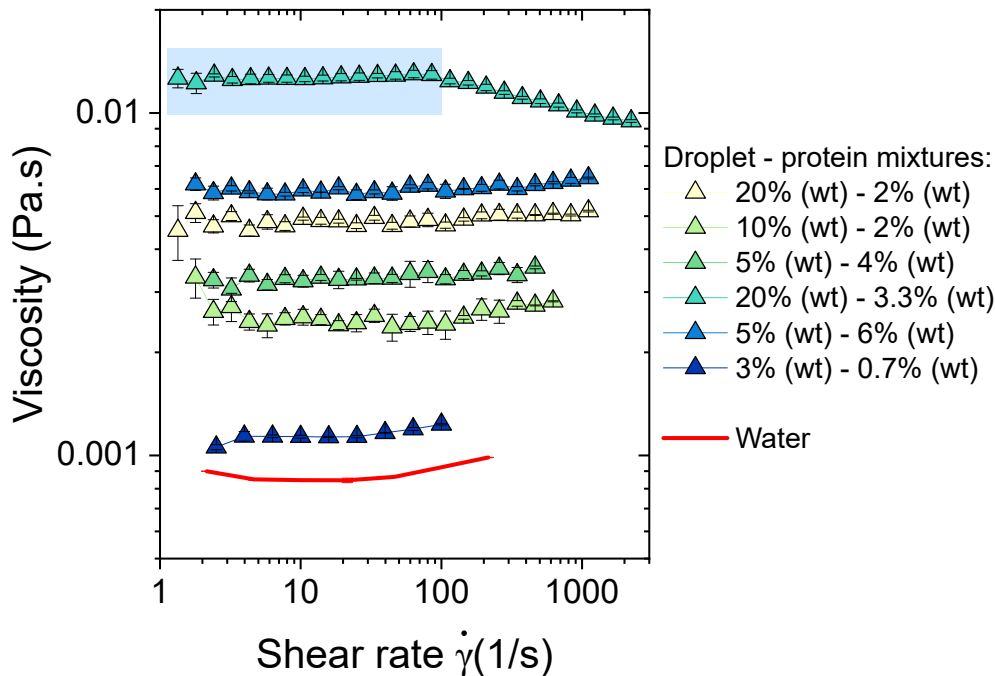 0.01
0.001
Viscosity (Pa.s)
1 10 100 1000
Shear rate γ̇(1/s)
Droplet - protein mixtures:
20% (wt) - 2% (wt)
10% (wt) - 2% (wt)
5% (wt) - 4% (wt)
20% (wt) - 3.3% (wt)
5% (wt) - 6% (wt)
3% (wt) - 0.7% (wt)
Water